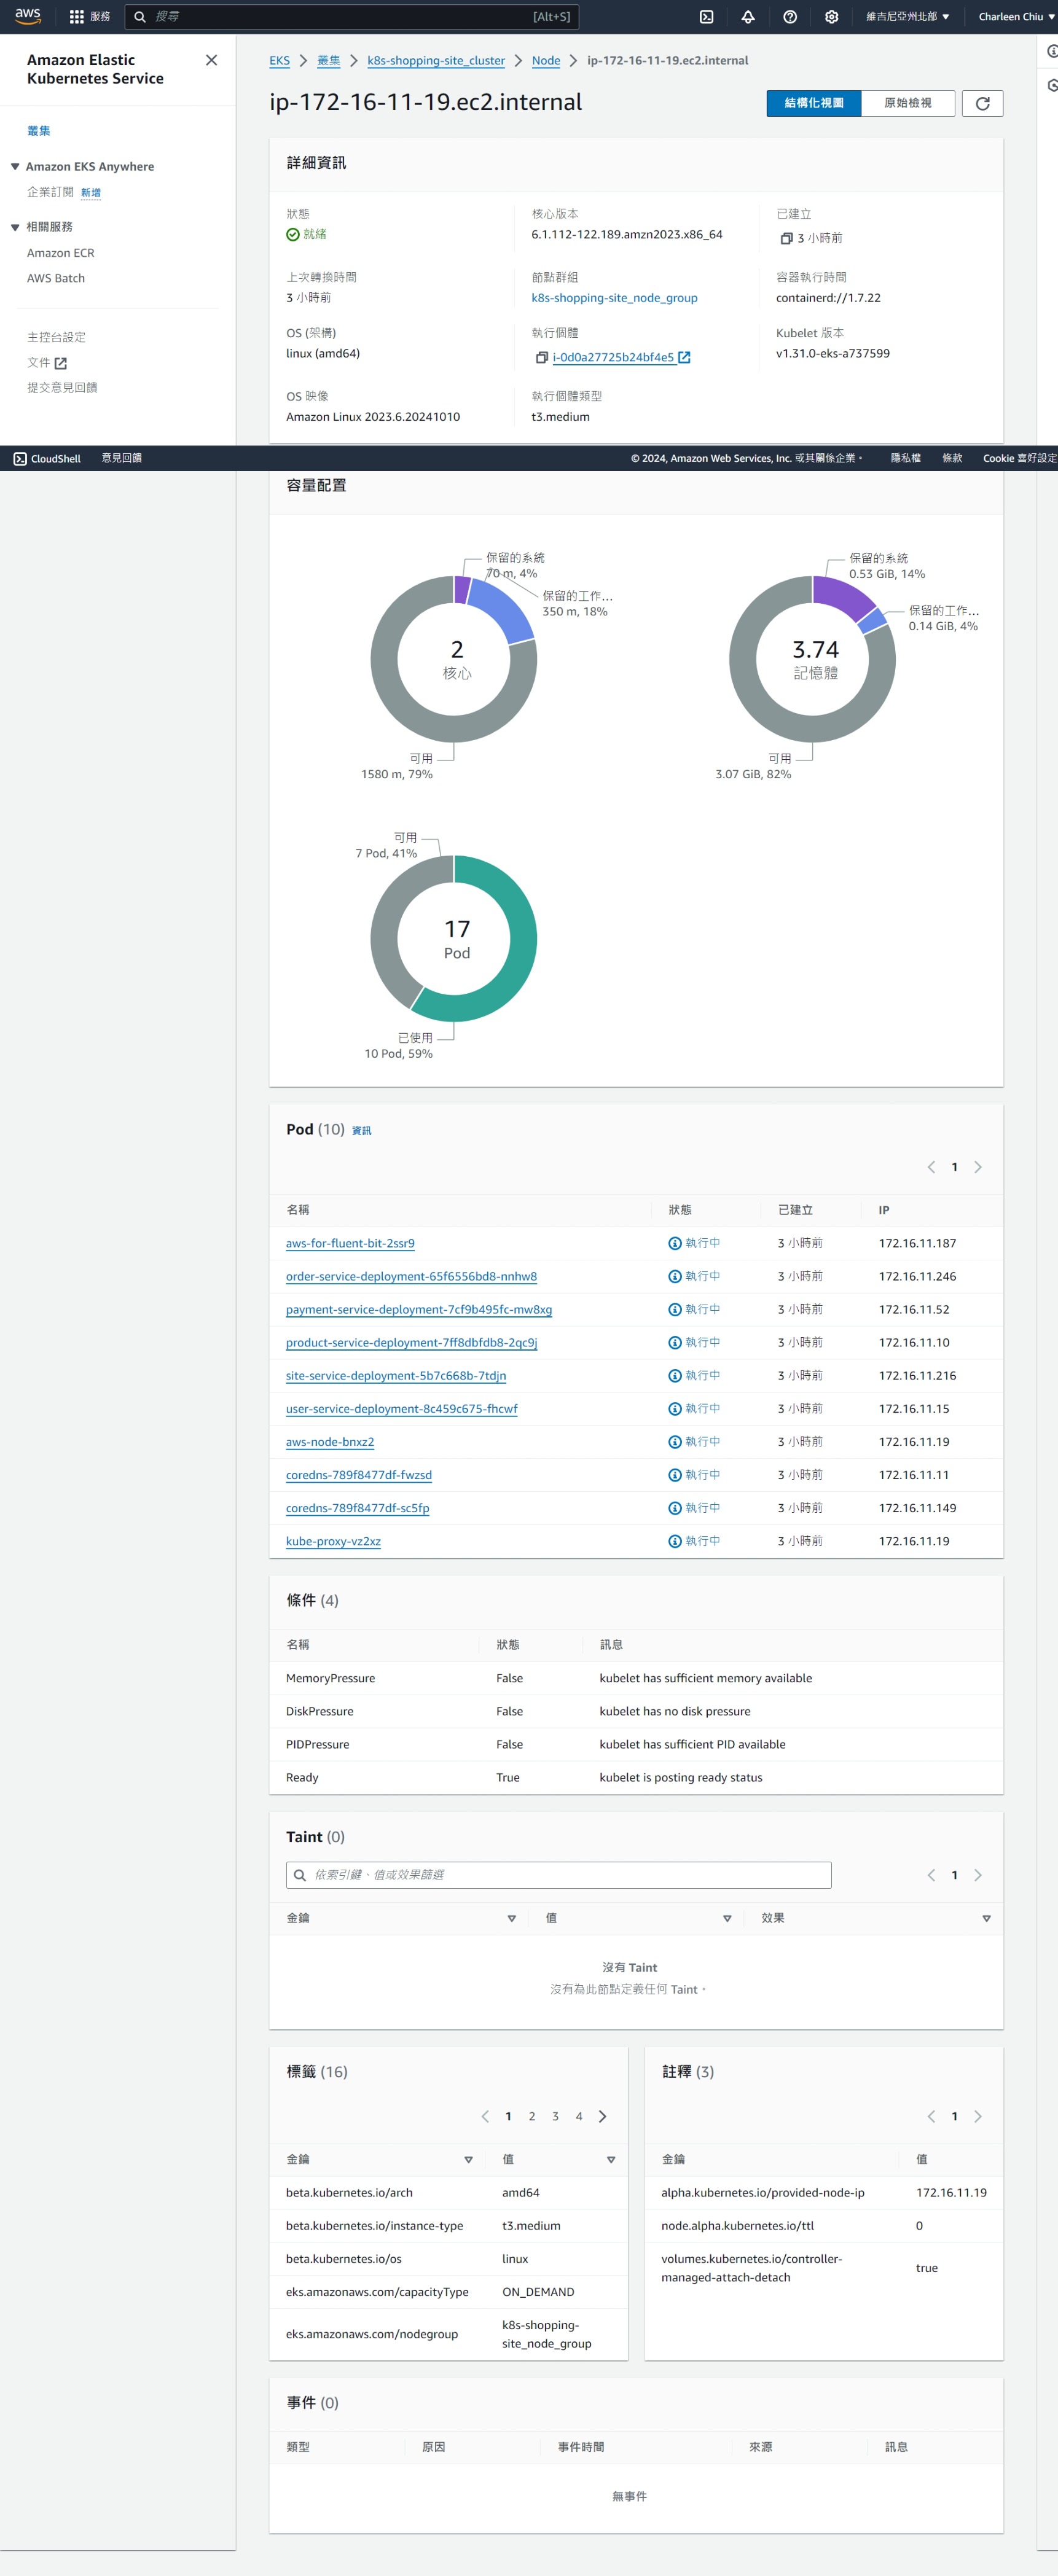 aws
服務
搜尋
[Alt+S]
維吉尼亞州北部
Charleen Chiu
Amazon Elastic
Kubernetes Service
叢集
Amazon EKS Anywhere
企業訂閱 新增
相關服務
Amazon ECR
AWS Batch
主控台設定
文件
提交意見回饋
EKS
叢集
k8s-shopping-site_cluster
Node
ip-172-16-11-19.ec2.internal
ip-172-16-11-19.ec2.internal
結構化視圖
原始檢視
詳細資訊
狀態
就緒
核心版本
6.1.112-122.189.amzn2023.x86_64
已建立
3 小時前
上次轉換時間
3 小時前
節點群組
k8s-shopping-site_node_group
容器執行時間
containerd://1.7.22
OS (架構)
linux (amd64)
執行個體
i-0d0a27725b24bf4e5
Kubelet 版本
v1.31.0-eks-a737599
OS 映像
Amazon Linux 2023.6.20241010
執行個體類型
t3.medium
CloudShell
意見回饋
© 2024, Amazon Web Services, Inc. 或其關係企業。
隱私權
條款
Cookie 喜好設定
容量配置
保留的系統
70 m, 4%
保留的工作...
350 m, 18%
2
核心
可用
1580 m, 79%
保留的系統
0.53 GiB, 14%
保留的工作...
0.14 GiB, 4%
3.74
記憶體
可用
3.07 GiB, 82%
可用
7 Pod, 41%
17
Pod
已使用
10 Pod, 59%
Pod (10) 資訊
1
名稱 狀態 已建立 IP
aws-for-fluent-bit-2ssr9 執行中 3 小時前 172.16.11.187
order-service-deployment-65f6556bd8-nnhw8 執行中 3 小時前 172.16.11.246
payment-service-deployment-7cf9b495fc-mw8xg 執行中 3 小時前 172.16.11.52
product-service-deployment-7ff8dbfdb8-2qc9j 執行中 3 小時前 172.16.11.10
site-service-deployment-5b7c668b-7tdjn 執行中 3 小時前 172.16.11.216
user-service-deployment-8c459c675-fhcwf 執行中 3 小時前 172.16.11.15
aws-node-bnxz2 執行中 3 小時前 172.16.11.19
coredns-789f8477df-fwzsd 執行中 3 小時前 172.16.11.11
coredns-789f8477df-sc5fp 執行中 3 小時前 172.16.11.149
kube-proxy-vz2xz 執行中 3 小時前 172.16.11.19
條件 (4)
名稱 狀態 訊息
MemoryPressure False kubelet has sufficient memory available
DiskPressure False kubelet has no disk pressure
PIDPressure False kubelet has sufficient PID available
Ready True kubelet is posting ready status
Taint (0)
依索引鍵、值或效果篩選
1
金鑰 值 效果
沒有 Taint
沒有為此節點定義任何 Taint。
標籤 (16)
1 2 3 4
金鑰 值
beta.kubernetes.io/arch amd64
beta.kubernetes.io/instance-type t3.medium
beta.kubernetes.io/os linux
eks.amazonaws.com/capacityType ON_DEMAND
eks.amazonaws.com/nodegroup k8s-shopping-
site_node_group
註釋 (3)
1
金鑰 值
alpha.kubernetes.io/provided-node-ip 172.16.11.19
node.alpha.kubernetes.io/ttl 0
volumes.kubernetes.io/controller-
managed-attach-detach true
事件 (0)
類型 原因 事件時間 來源 訊息
無事件